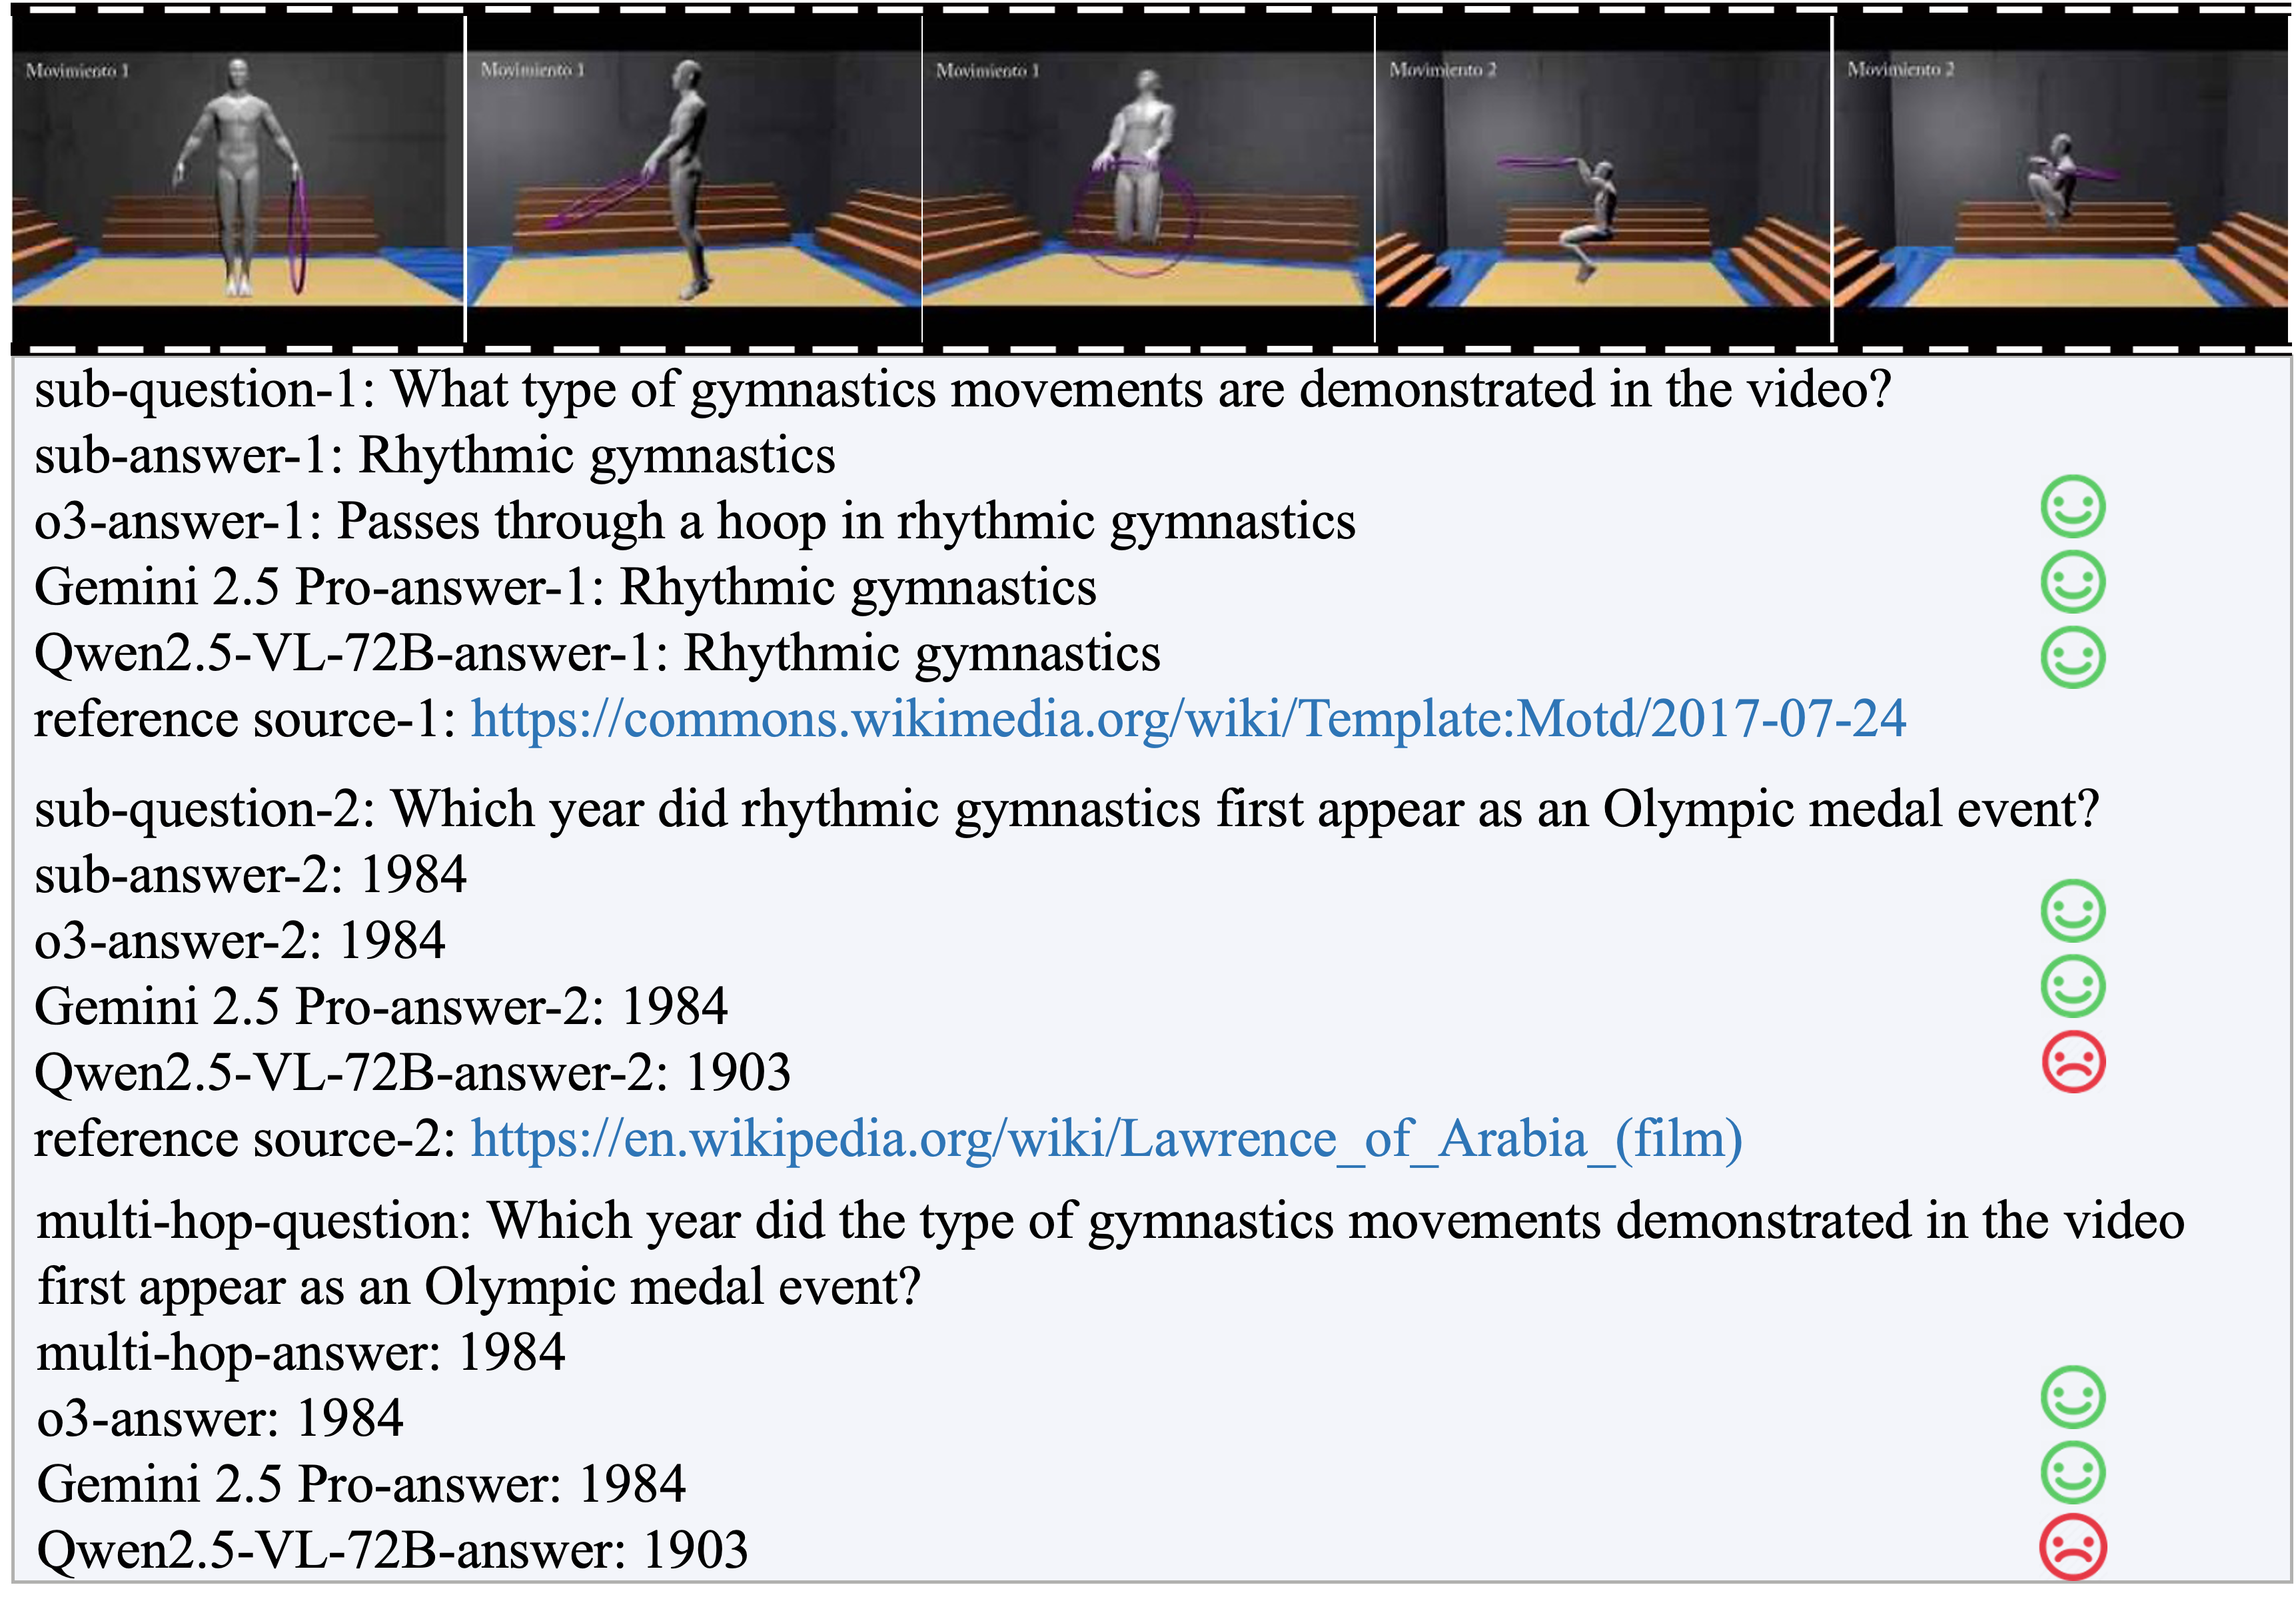 Movimiento 1
Movimiento 1
Movimiento 1
Movimiento 2
Movimiento 2
sub-question-1: What type of gymnastics movements are demonstrated in the video?
sub-answer-1: Rhythmic gymnastics
o3-answer-1: Passes through a hoop in rhythmic gymnastics
Gemini 2.5 Pro-answer-1: Rhythmic gymnastics
Qwen2.5-VL-72B-answer-1: Rhythmic gymnastics
reference source-1: https://commons.wikimedia.org/wiki/Template:Motd/2017-07-24
sub-question-2: Which year did rhythmic gymnastics first appear as an Olympic medal event?
sub-answer-2: 1984
o3-answer-2: 1984
Gemini 2.5 Pro-answer-2: 1984
Qwen2.5-VL-72B-answer-2: 1903
reference source-2: https://en.wikipedia.org/wiki/Lawrence_of_Arabia_(film)
multi-hop-question: Which year did the type of gymnastics movements demonstrated in the video
first appear as an Olympic medal event?
multi-hop-answer: 1984
o3-answer: 1984
Gemini 2.5 Pro-answer: 1984
Qwen2.5-VL-72B-answer: 1903